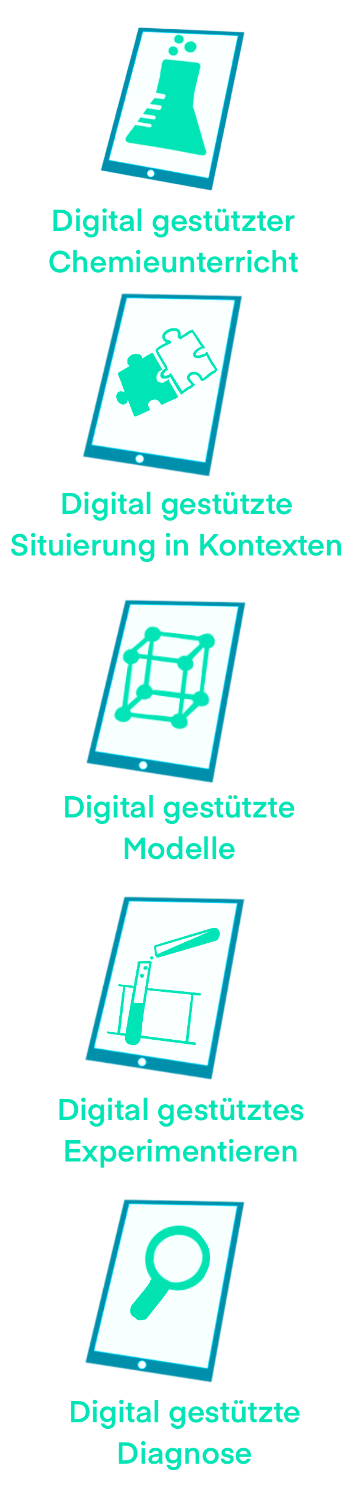 Digital gestützter
Chemieunterricht
Digital gestützte
Situierung in Kontexten
Digital gestützte
Modelle
Digital gestütztes
Experimentieren
Digital gestützte
Diagnose